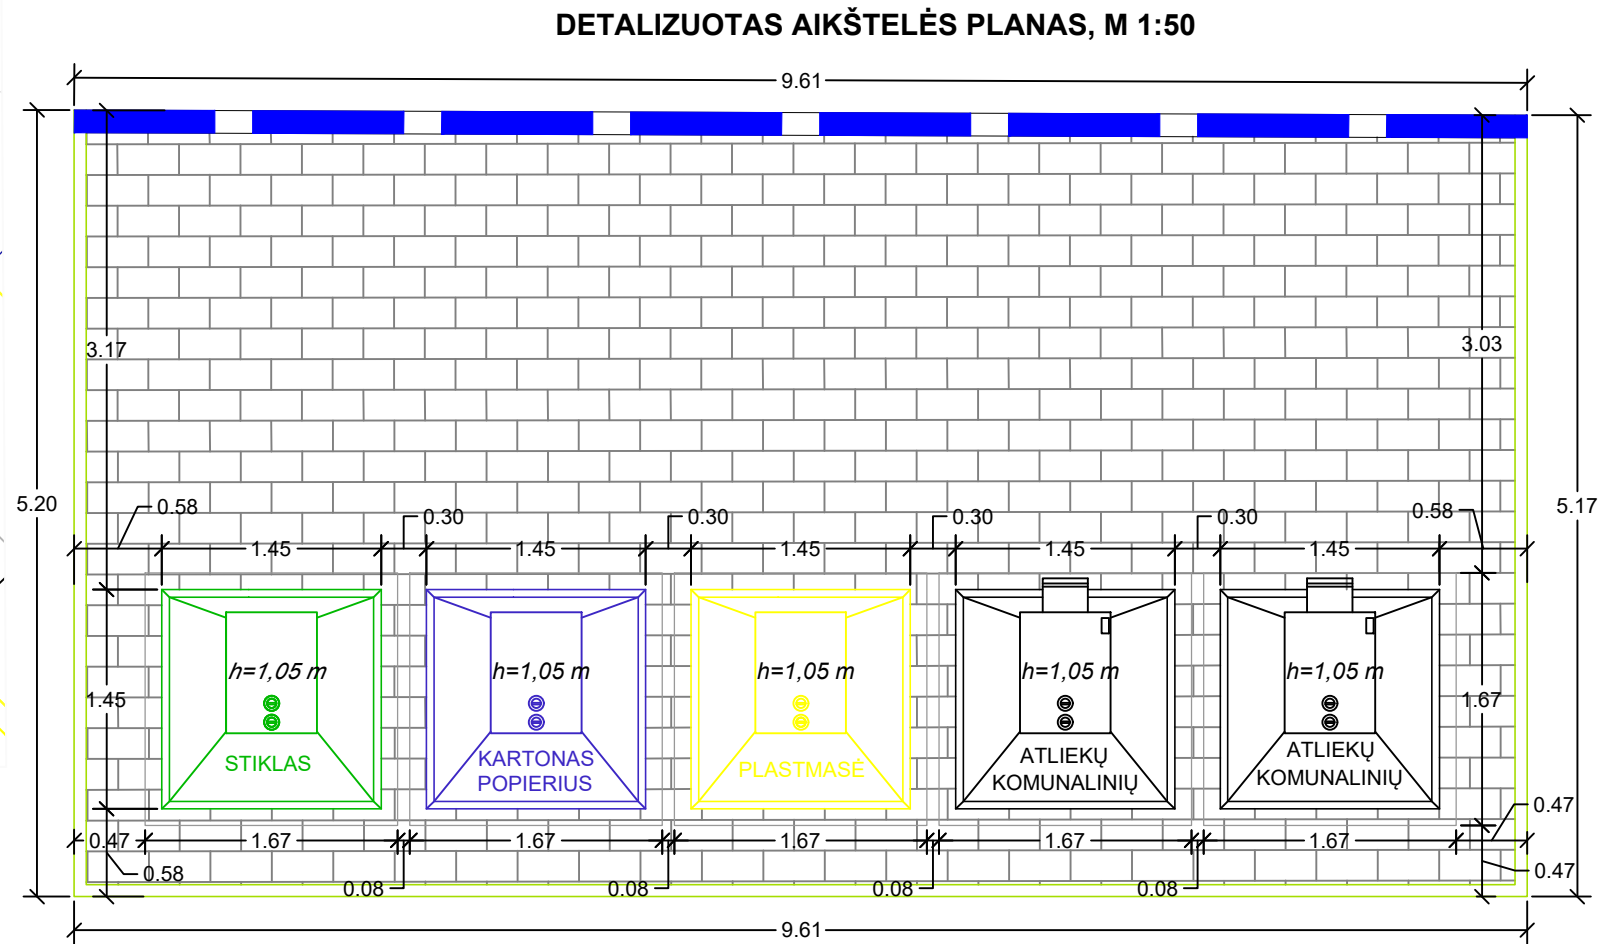 DETALIZUOTAS AIKŠTELĖS PLANAS, M 1:50
9.61
3.17
3.03
5.20
5.17
0.58
0.30
0.30
0.30
0.30
0.58
1.45
1.45
1.45
1.45
1.45
h=1,05 m
h=1,05 m
h=1,05 m
h=1,05 m
h=1,05 m
1.45
1.67
STIKLAS
KARTONAS
POPIERIUS
PLASTMASĖ
ATLIEKŲ
KOMUNALINIŲ
ATLIEKŲ
KOMUNALINIŲ
0.47
0.47
1.67
1.67
1.67
1.67
1.67
0.58
0.47
0.08
0.08
0.08
0.08
9.61